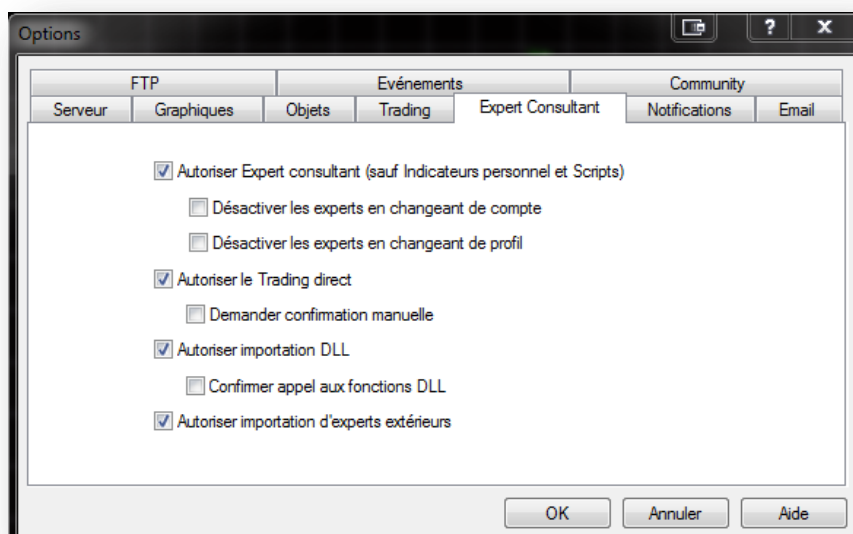 Options
?
X
FTP
Evénements
Community
Serveur
Graphiques
Objets
Trading
Expert Consultant
Notifications
Email
Autoriser Expert consultant (sauf Indicateurs personnel et Scripts)
Désactiver les experts en changeant de compte
Désactiver les experts en changeant de profil
Autoriser le Trading direct
Demander confirmation manuelle
Autoriser importation DLL
Confirmer appel aux fonctions DLL
Autoriser importation d'experts extérieurs
OK
Annuler
Aide